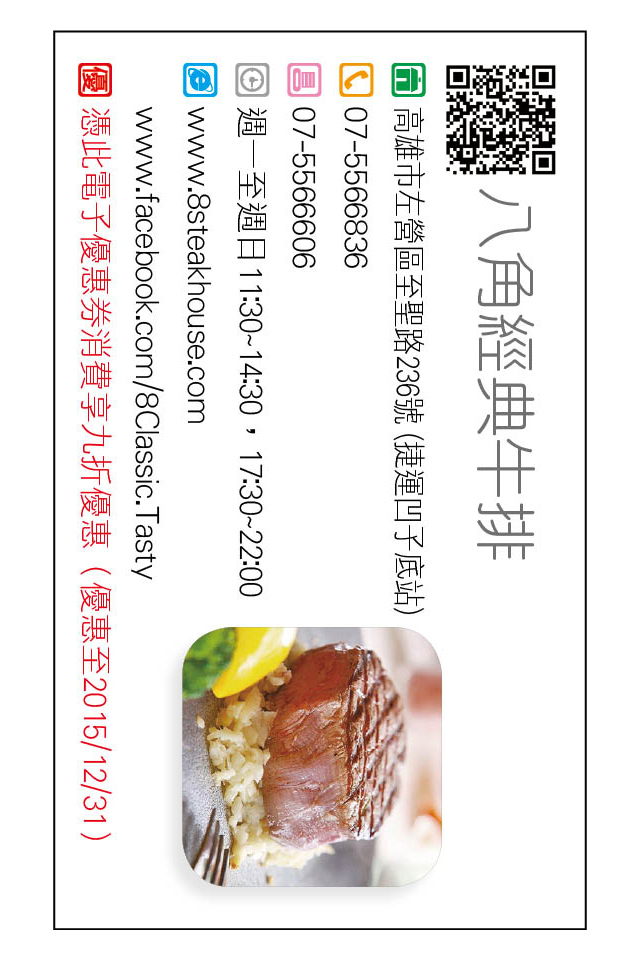 八角經典牛排
高雄市左營區至聖路236號 (捷運凹子底站)
07-5566836
07-5566606
週一至週日 11:30~14:30，17:30~22:00
www.8steakhouse.com
www.facebook.com/8Classic.Tasty
優 憑此電子優惠券消費享九折優惠（優惠至2015/12/31）